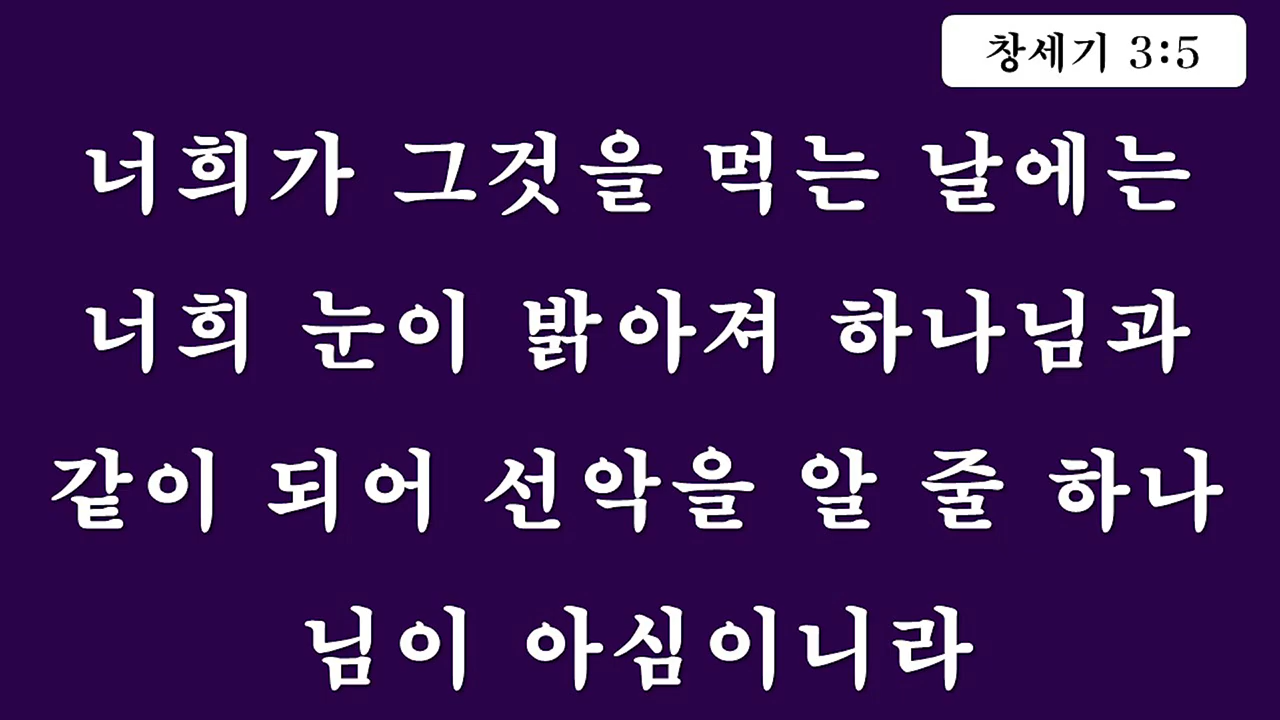 창세기 3:5
너희가 그것을 먹는 날에는
너희 눈이 밝아져 하나님과
같이 되어 선악을 알 줄 하나
님이 아심이니라